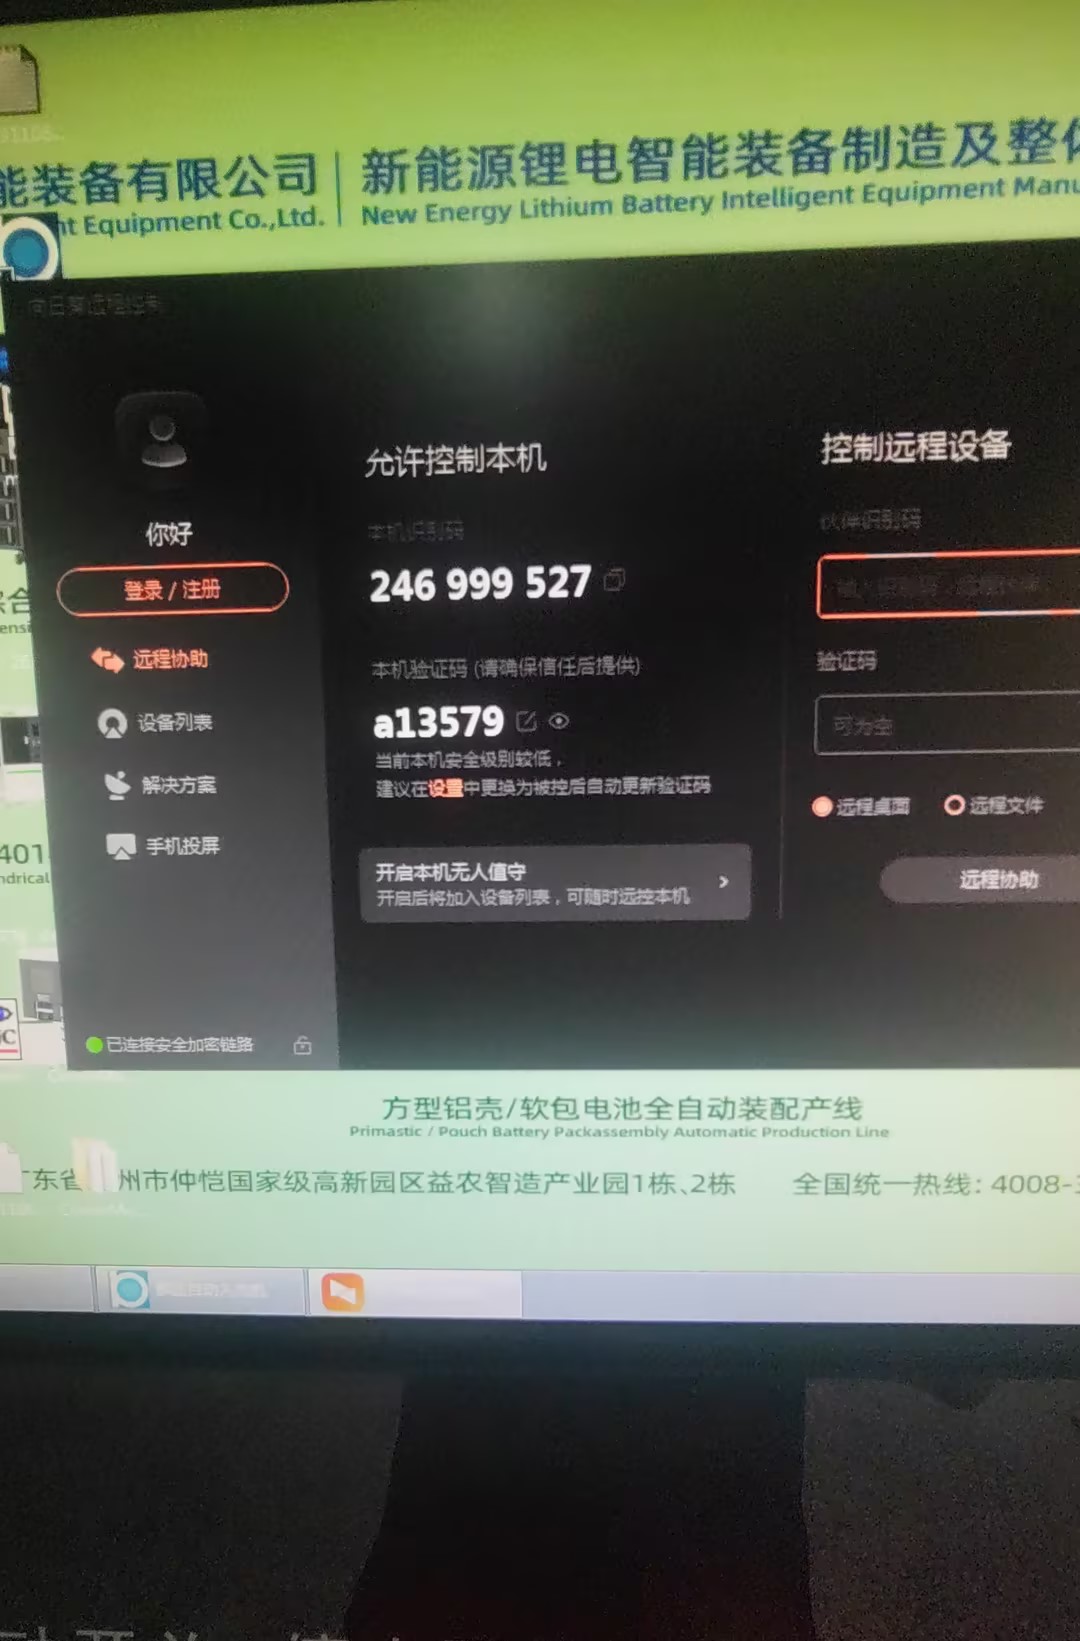 能装备有限公司
新能源锂电智能装备制造及整体
nt Equipment Co.,Ltd.
New Energy Lithium Battery Intelligent Equipment Manu
向日葵远程控制
你好
登录 / 注册
远程协助
设备列表
解决方案
手机投屏
已连接安全加密链路
允许控制本机
本机识别码
246 999 527
本机验证码 (请确保信任后提供)
a13579
当前本机安全级别较低，
建议在设置中更换为被控后自动更新验证码
开启本机无人值守
开启后将加入设备列表，可随时远控本机
控制远程设备
伙伴识别码
验证码
可为空
远程桌面
远程文件
远程协助
方型铝壳/软包电池全自动装配产线
Primastic / Pouch Battery Packassembly Automatic Production Line
东省 州市仲恺国家级高新园区益农智造产业园1栋、2栋
全国统一热线: 4008-